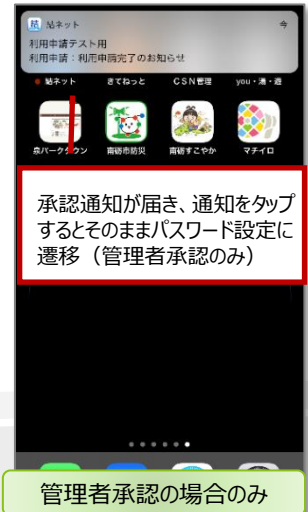 結 結ネット 今
利用申請テスト用
利用申請：利用申請完了のお知らせ
結ネット さてねっと CSN管理 you・湯・遊
泉パークタウン 南砺市防災 南砺すこやか マチイロ
承認通知が届き、通知をタップ
するとそのままパスワード設定に
遷移（管理者承認のみ）
管理者承認の場合のみ